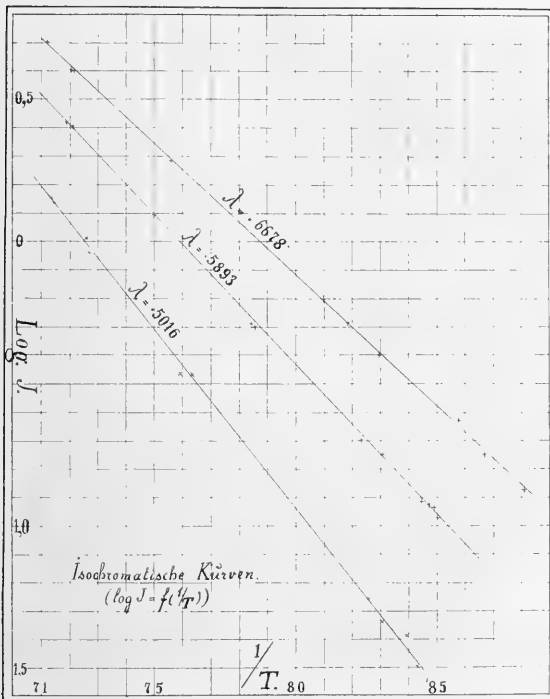 0,5
λ = .6678
0
λ = .5893
λ = .5016
Log. J.
1,0
Isochromatische Kurven.
(log J = f(1/T))
1/T.
1.5
71 75 80 85